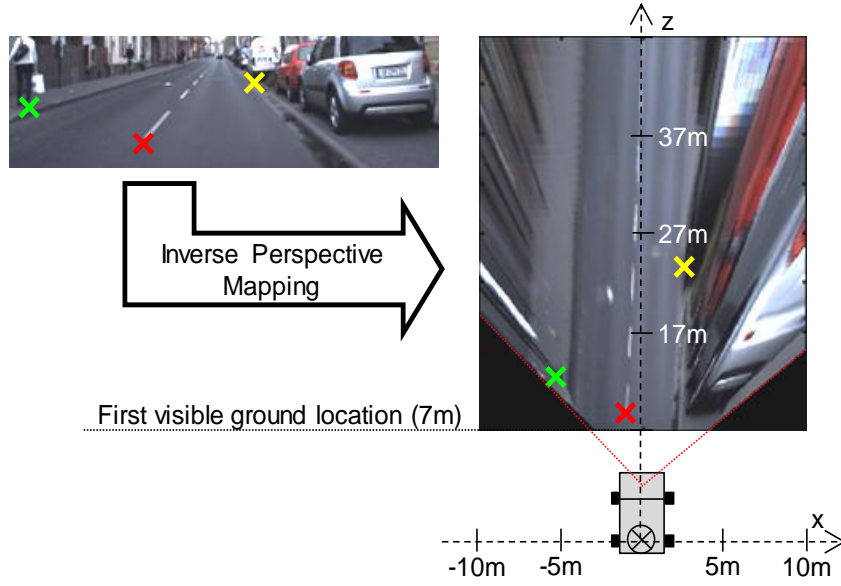 z
37m
27m
Inverse Perspective
Mapping
17m
First visible ground location (7m)
x
-10m
-5m
5m
10m